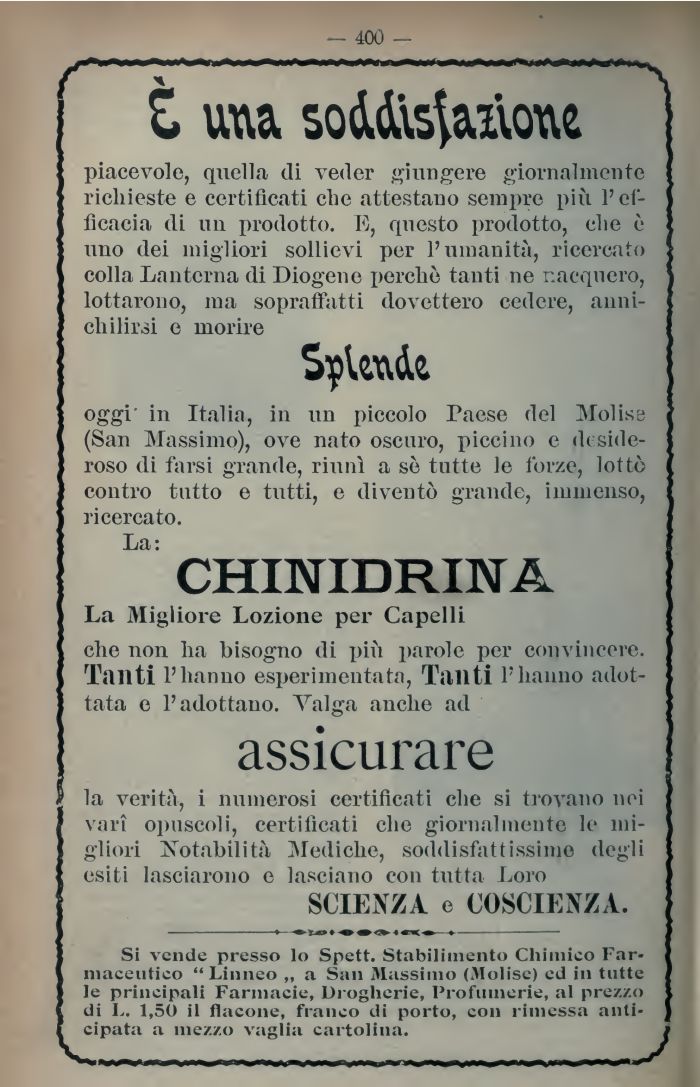 — 400 —
È una soddisfazione
piacevole, quella di veder giungere giornalmente
richieste e certificati che attestano sempre più l'ef-
ficacia di un prodotto. E, questo prodotto, che è
uno dei migliori sollievi per l'umanità, ricercato
colla Lanterna di Diogene perchè tanti ne nacquero,
lottarono, ma sopraffatti dovettero cedere, anni-
chilirsi e morire
Splende
oggi in Italia, in un piccolo Paese del Molise
(San Massimo), ove nato oscuro, piccino e deside-
roso di farsi grande, riunì a sè tutte le forze, lottò
contro tutto e tutti, e diventò grande, immenso,
ricercato.
La:
CHINIDRINA
La Migliore Lozione per Capelli
che non ha bisogno di più parole per convincere.
Tanti l'hanno esperimentata, Tanti l'hanno adot-
tata e l'adottano. Valga anche ad
assicurare
la verità, i numerosi certificati che si trovano nei
varî opuscoli, certificati che giornalmente le mi-
gliori Notabilità Mediche, soddisfattissime degli
esiti lasciarono e lasciano con tutta Loro
SCIENZA e COSCIENZA.
Si vende presso lo Spett. Stabilimento Chimico Far-
maceutico “ Linneo „ a San Massimo (Molise) ed in tutte
le principali Farmacie, Drogherie, Profumerie, al prezzo
di L. 1,50 il flacone, franco di porto, con rimessa anti-
cipata a mezzo vaglia cartolina.